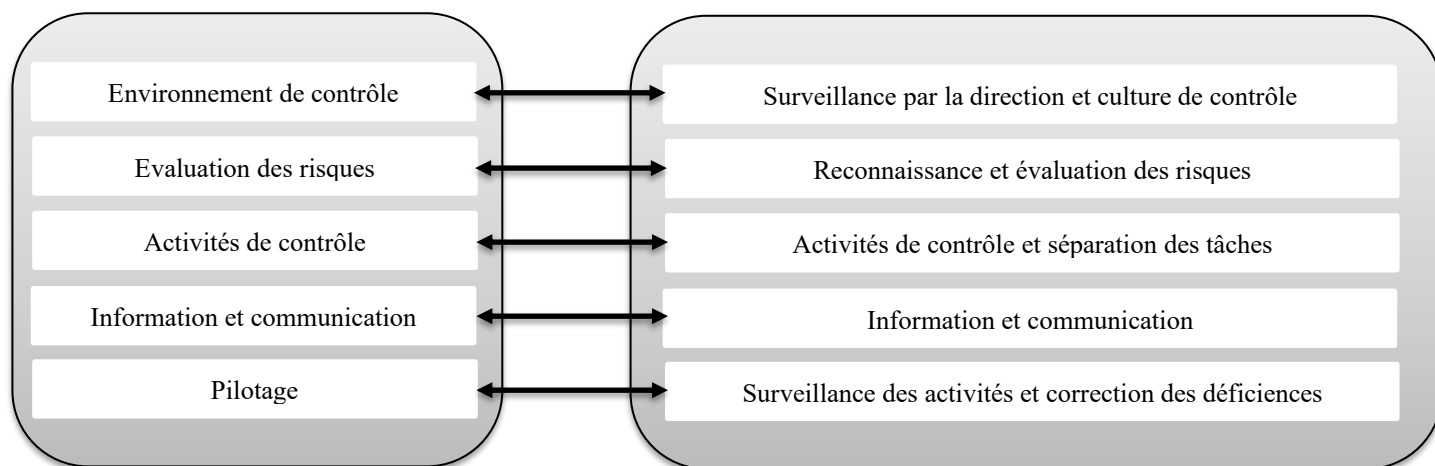 Environnement de contrôle
Surveillance par la direction et culture de contrôle
Evaluation des risques
Reconnaissance et évaluation des risques
Activités de contrôle
Activités de contrôle et séparation des tâches
Information et communication
Information et communication
Pilotage
Surveillance des activités et correction des déficiences